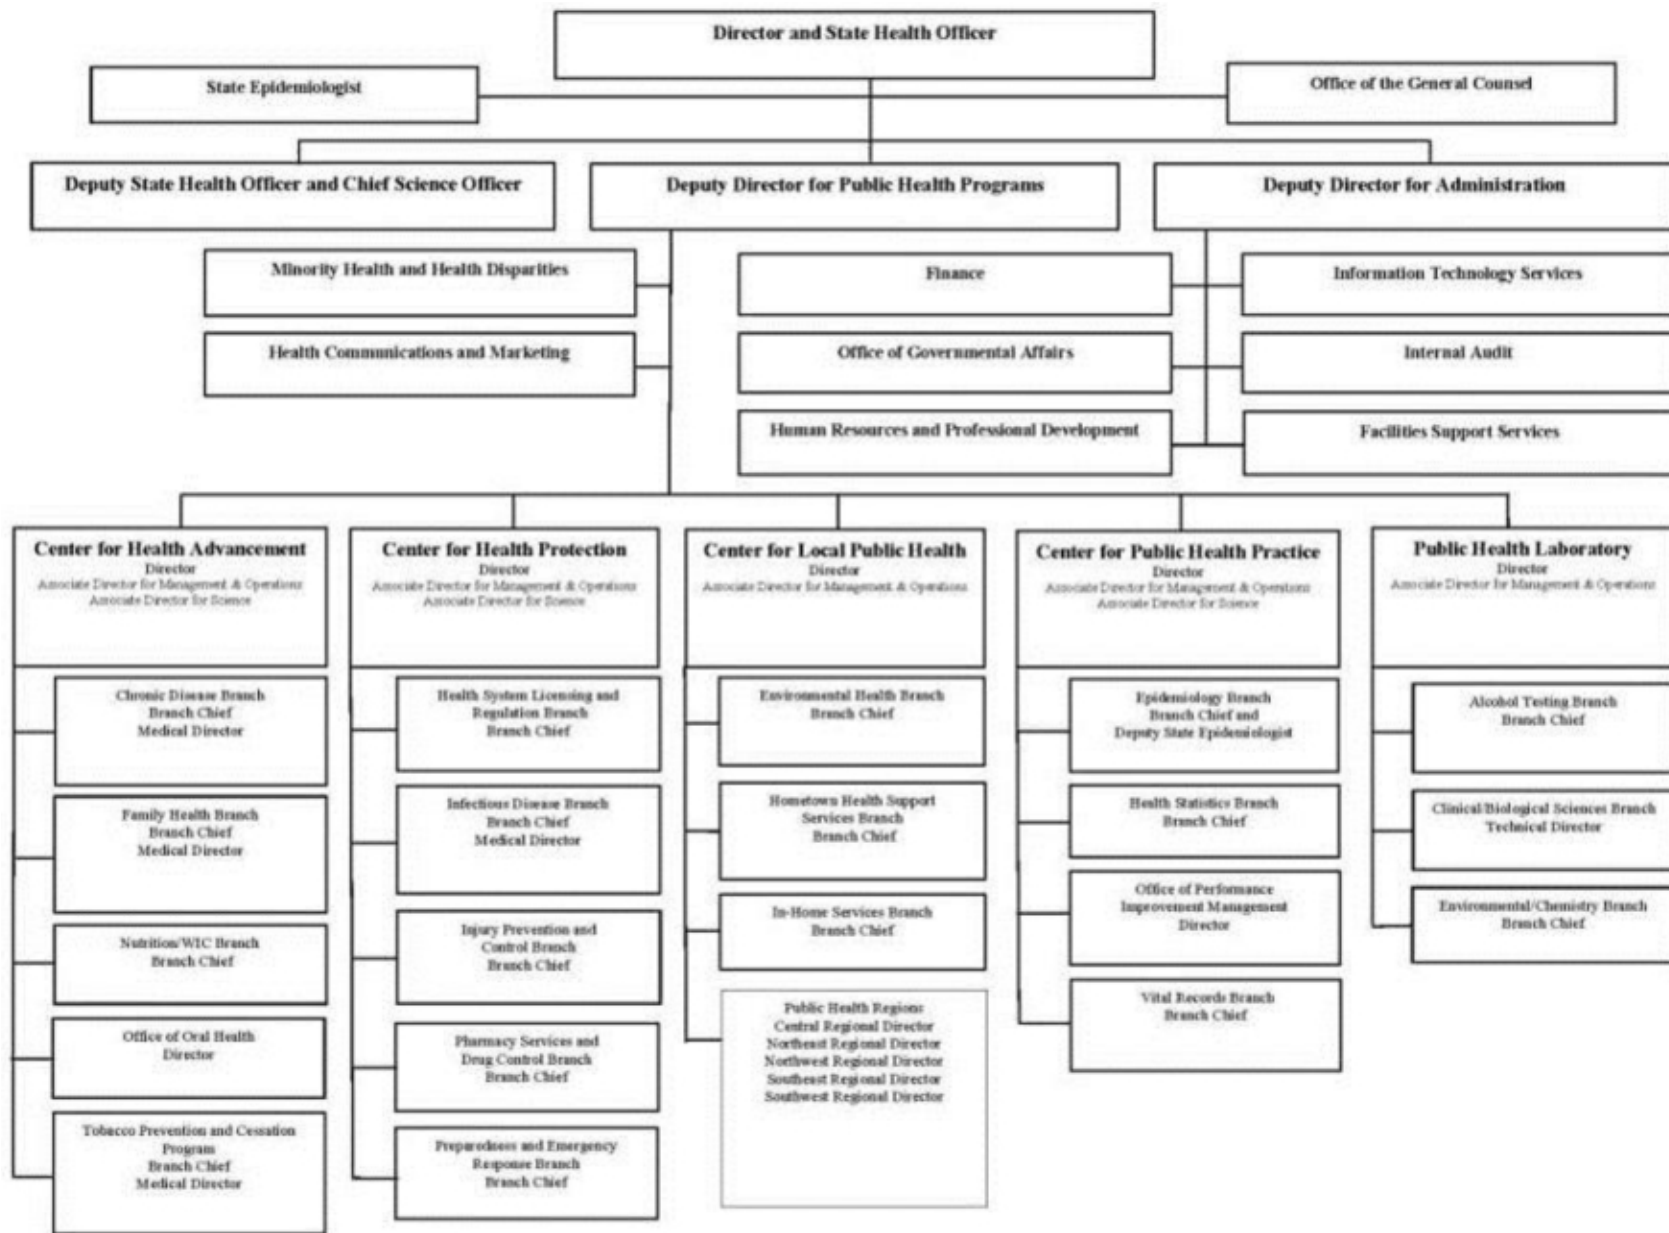 Director and State Health Officer
State Epidemiologist
Office of the General Counsel
Deputy State Health Officer and Chief Science Officer
Deputy Director for Public Health Programs
Deputy Director for Administration
Minority Health and Health Disparities
Finance
Information Technology Services
Health Communications and Marketing
Office of Governmental Affairs
Internal Audit
Human Resources and Professional Development
Facilities Support Services
Center for Health Advancement
Director
Associate Director for Management & Operations
Associate Director for Science
Chronic Disease Branch
Branch Chief
Medical Director
Family Health Branch
Branch Chief
Medical Director
Nutrition/WIC Branch
Branch Chief
Office of Oral Health
Director
Tobacco Prevention and Cessation
Program
Branch Chief
Medical Director
Center for Health Protection
Director
Associate Director for Management & Operations
Associate Director for Science
Health System Licensing and
Regulation Branch
Branch Chief
Infectious Disease Branch
Branch Chief
Medical Director
Injury Prevention and
Control Branch
Branch Chief
Pharmacy Services and
Drug Control Branch
Branch Chief
Preparedness and Emergency
Response Branch
Branch Chief
Center for Local Public Health
Director
Associate Director for Management & Operations
Environmental Health Branch
Branch Chief
Hometown Health Support
Services Branch
Branch Chief
In-Home Services Branch
Branch Chief
Public Health Regions
Central Regional Director
Northeast Regional Director
Northwest Regional Director
Southeast Regional Director
Southwest Regional Director
Center for Public Health Practice
Director
Associate Director for Management & Operations
Associate Director for Science
Epidemiology Branch
Branch Chief and
Deputy State Epidemiologist
Health Statistics Branch
Branch Chief
Office of Performance
Improvement Management
Director
Vital Records Branch
Branch Chief
Public Health Laboratory
Director
Associate Director for Management & Operations
Alcohol Testing Branch
Branch Chief
Clinical/Biological Sciences Branch
Technical Director
Environmental/Chemistry Branch
Branch Chief